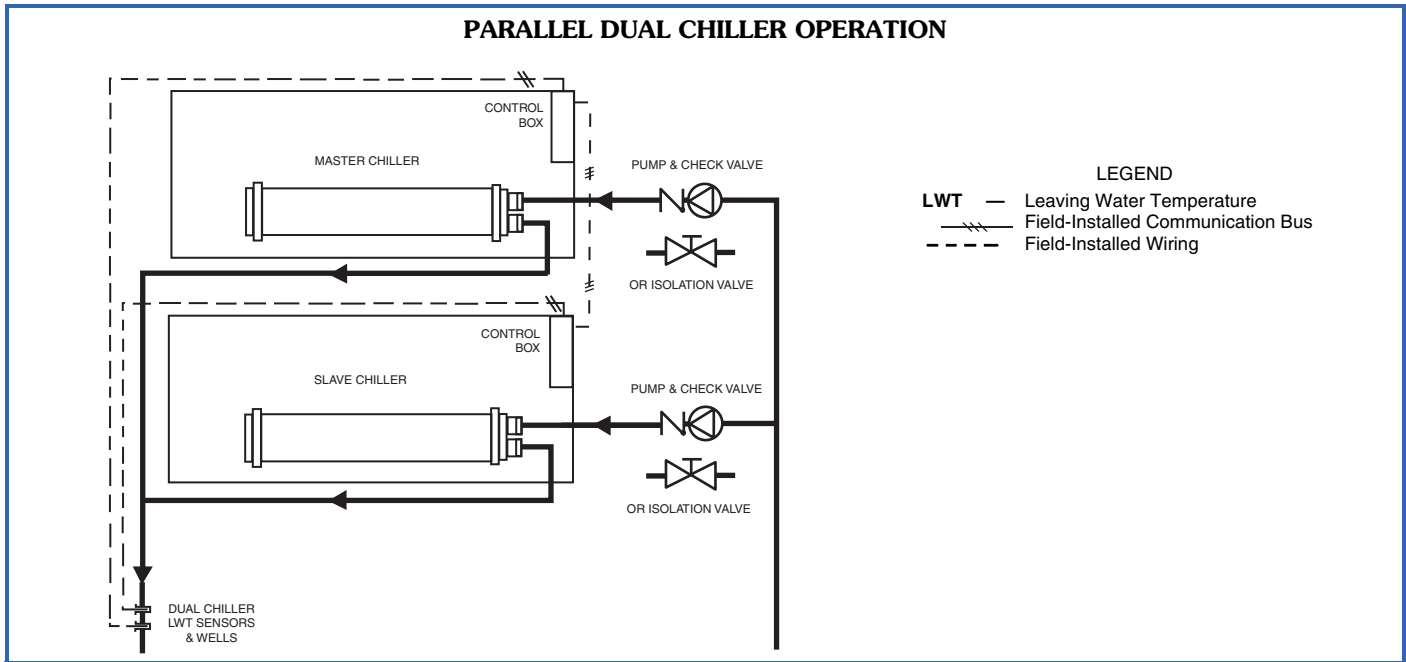 PARALLEL DUAL CHILLER OPERATION
CONTROL
BOX
MASTER CHILLER
PUMP & CHECK VALVE
OR ISOLATION VALVE
CONTROL
BOX
SLAVE CHILLER
PUMP & CHECK VALVE
OR ISOLATION VALVE
DUAL CHILLER
LWT SENSORS
& WELLS
LEGEND
LWT — Leaving Water Temperature
Field-Installed Communication Bus
Field-Installed Wiring